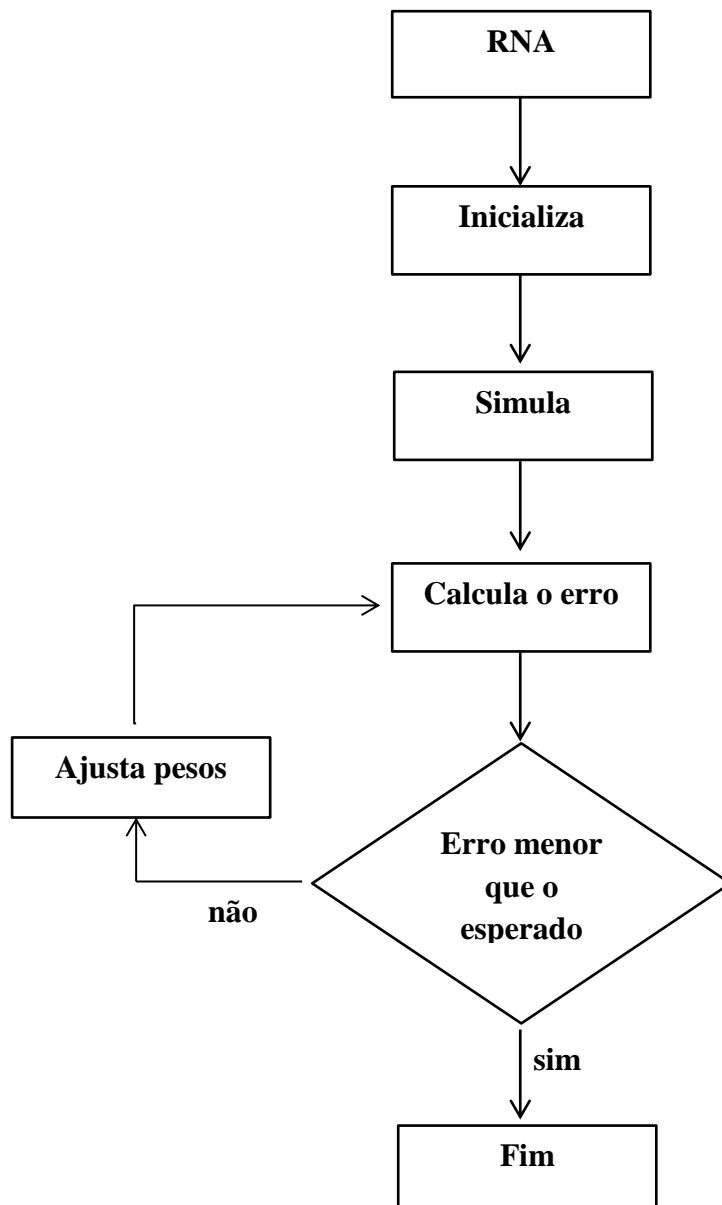 RNA
Inicializa
Simula
Calcula o erro
Ajusta pesos
Erro menor
que o
esperado
não
sim
Fim